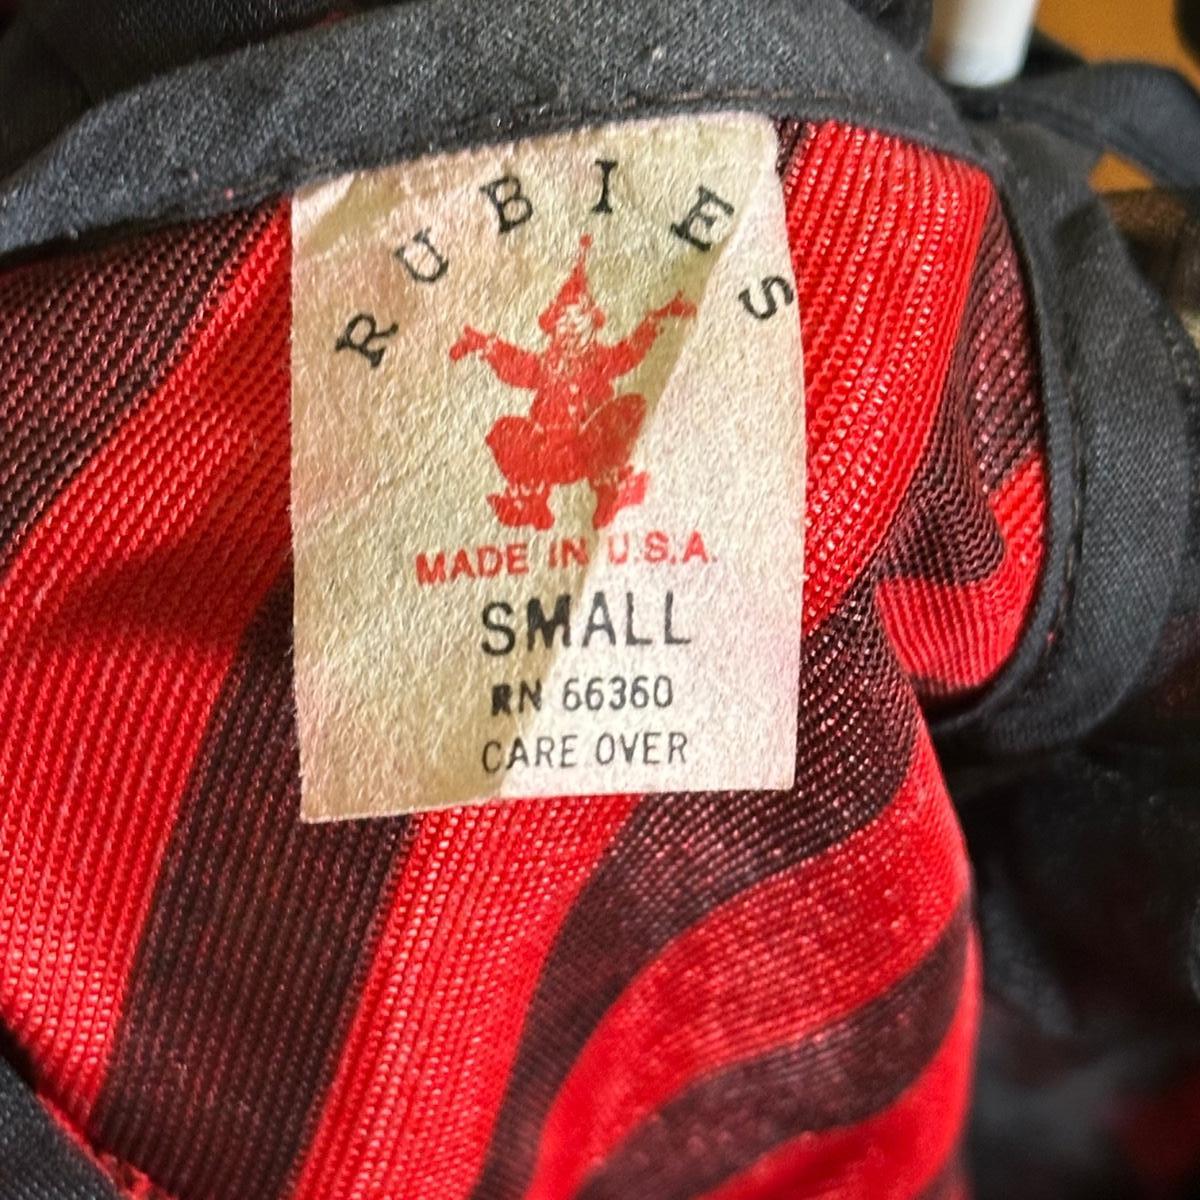 RUBIES
MADE IN U.S.A.
SMALL
RN 66360
CARE OVER